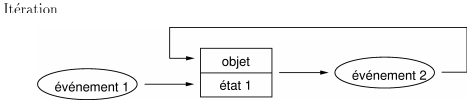 Itération
objet
état 1
événement 1
événement 2